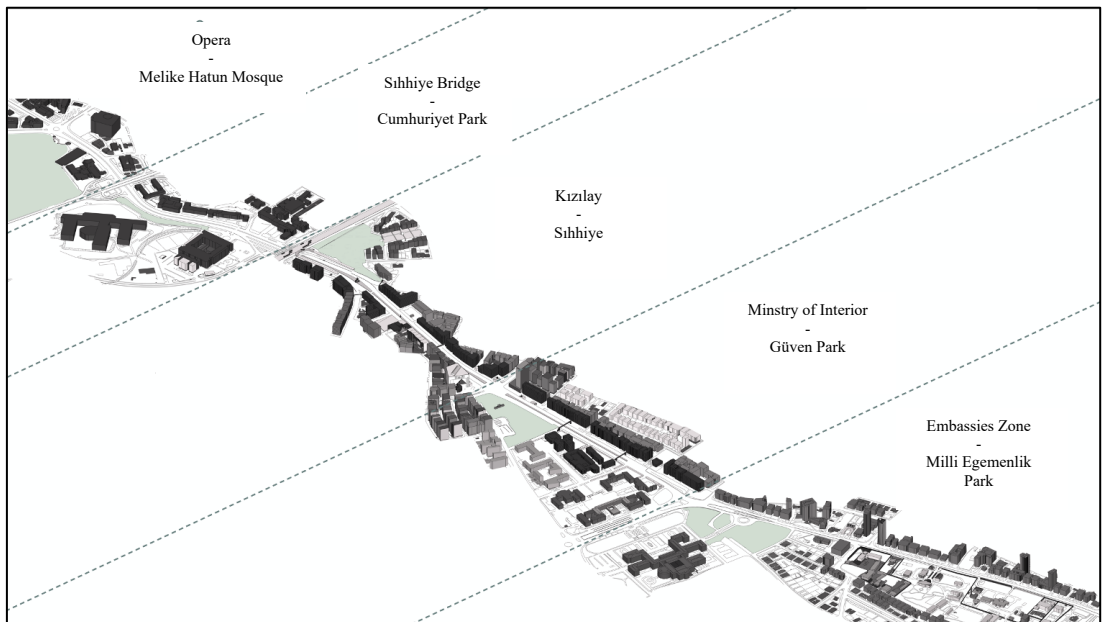 Opera
-
Melike Hatun Mosque
Sıhhiye Bridge
-
Cumhuriyet Park
Kızılay
-
Sıhhiye
Minstry of Interior
-
Güven Park
Embassies Zone
-
Milli Egemenlik
Park